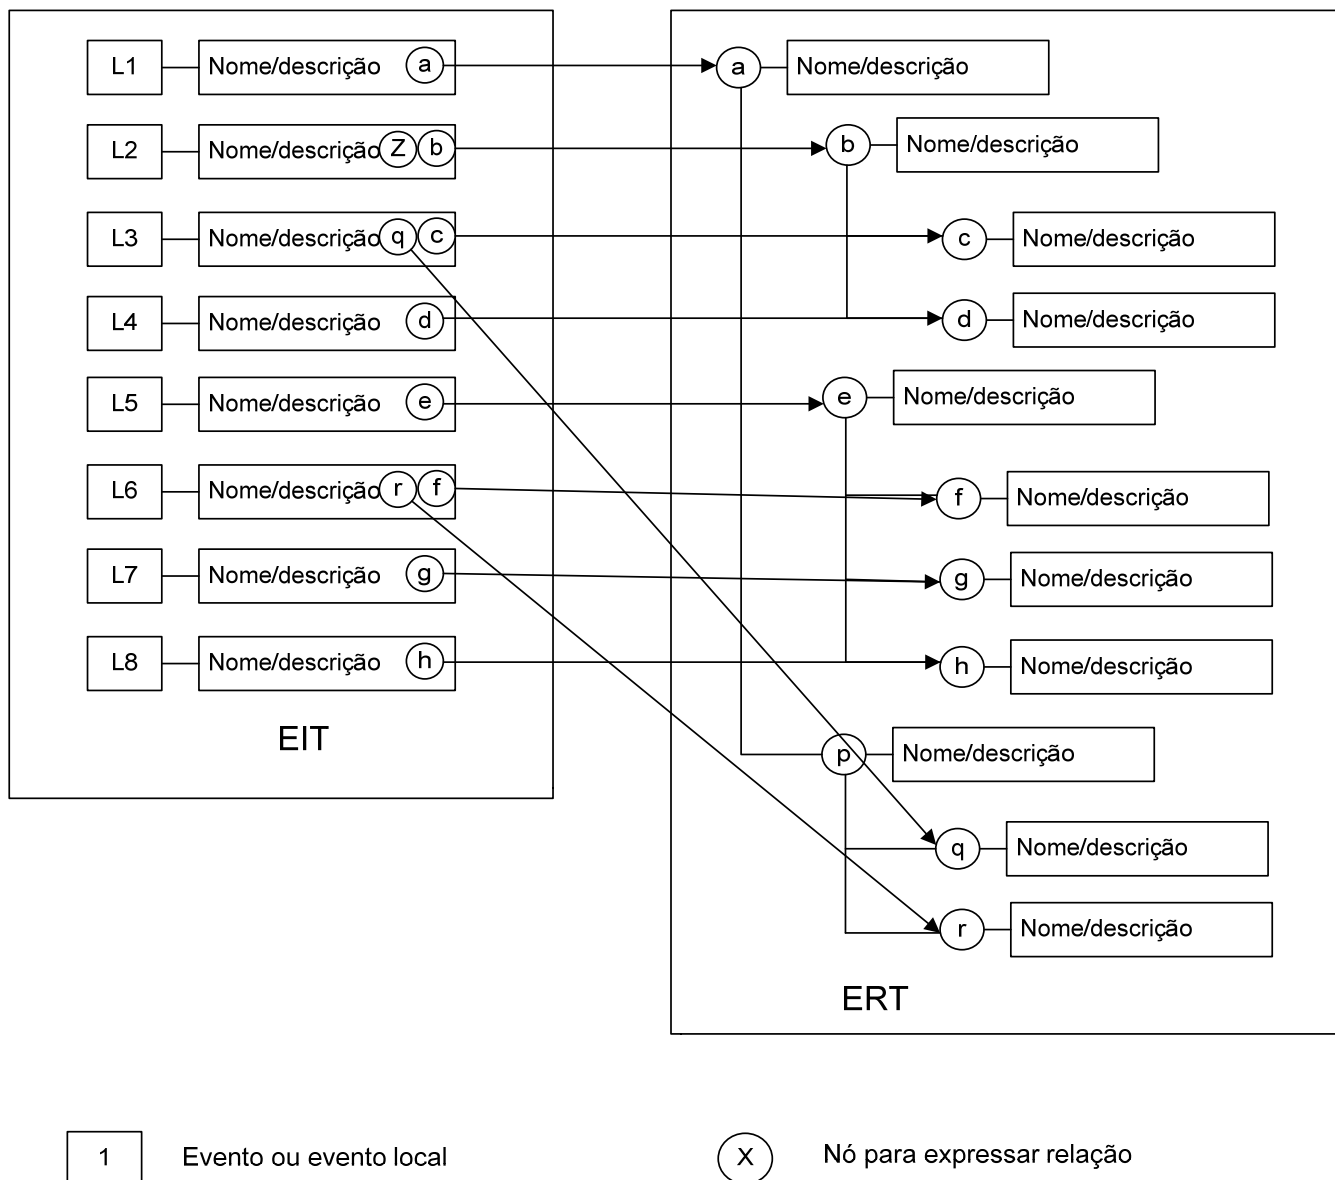 L1 Nome/descrição a a Nome/descrição
L2 Nome/descrição Z b b Nome/descrição
L3 Nome/descrição q c c Nome/descrição
L4 Nome/descrição d d Nome/descrição
L5 Nome/descrição e e Nome/descrição
L6 Nome/descrição r f f Nome/descrição
L7 Nome/descrição g g Nome/descrição
L8 Nome/descrição h h Nome/descrição
EIT
p Nome/descrição
q Nome/descrição
r Nome/descrição
ERT
1 Evento ou evento local
X Nó para expressar relação